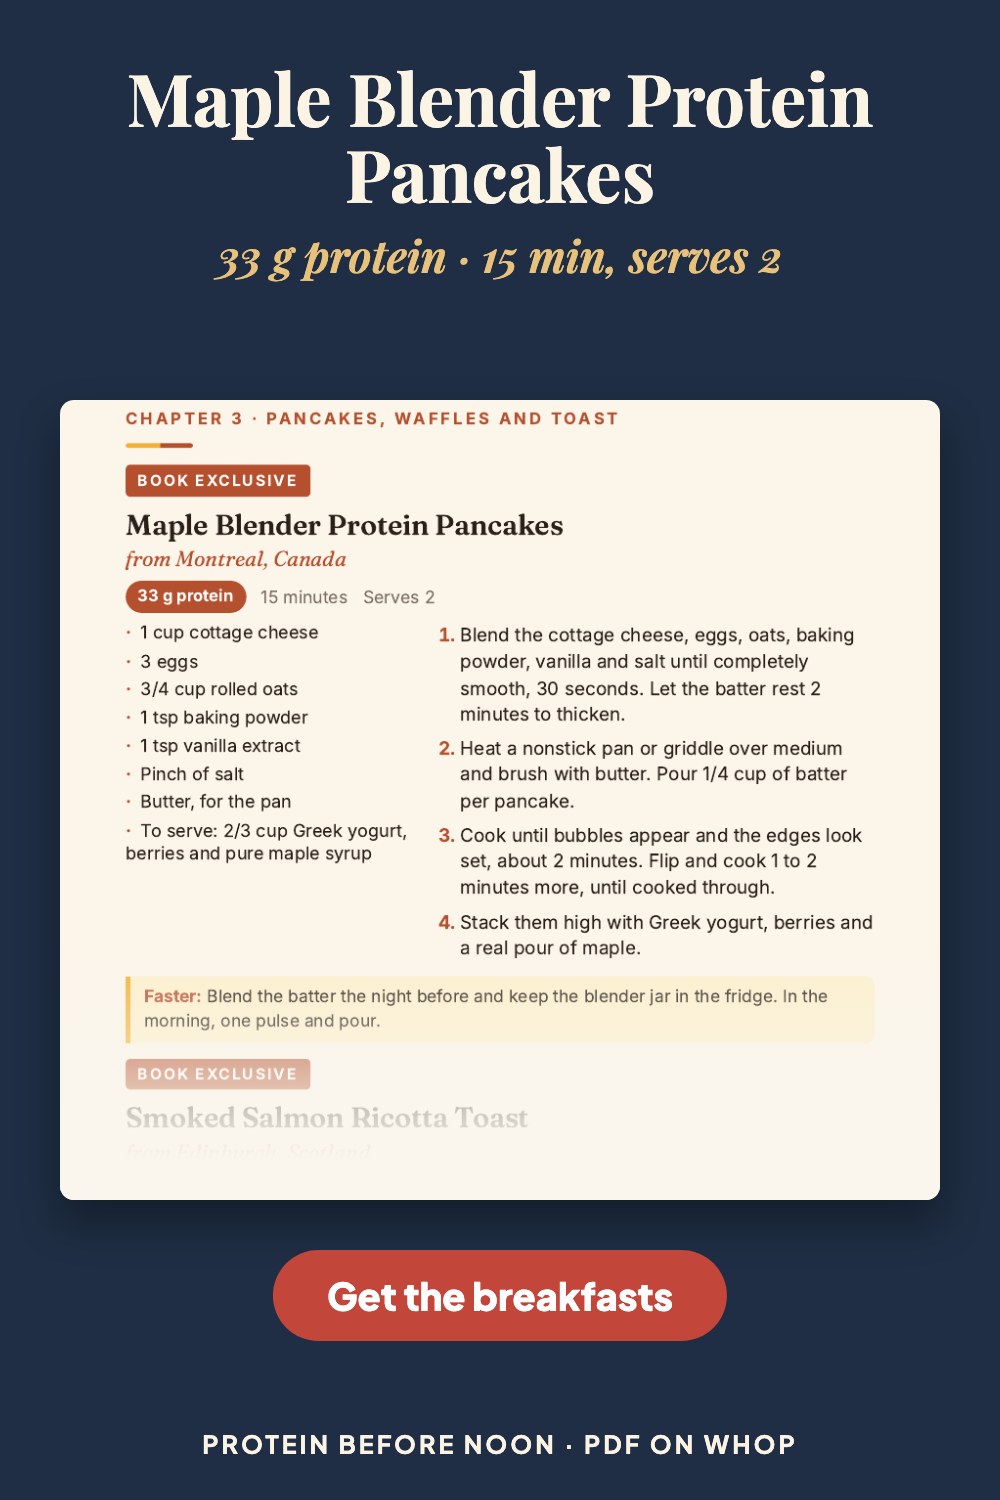 Maple Blender Protein
Pancakes
33 g protein · 15 min, serves 2
CHAPTER 3 · PANCAKES, WAFFLES AND TOAST
BOOK EXCLUSIVE
Maple Blender Protein Pancakes
from Montreal, Canada
33 g protein 15 minutes Serves 2
· 1 cup cottage cheese
· 3 eggs
· 3/4 cup rolled oats
· 1 tsp baking powder
· 1 tsp vanilla extract
· Pinch of salt
· Butter, for the pan
· To serve: 2/3 cup Greek yogurt,
berries and pure maple syrup
1. Blend the cottage cheese, eggs, oats, baking
powder, vanilla and salt until completely
smooth, 30 seconds. Let the batter rest 2
minutes to thicken.
2. Heat a nonstick pan or griddle over medium
and brush with butter. Pour 1/4 cup of batter
per pancake.
3. Cook until bubbles appear and the edges look
set, about 2 minutes. Flip and cook 1 to 2
minutes more, until cooked through.
4. Stack them high with Greek yogurt, berries and
a real pour of maple.
Faster: Blend the batter the night before and keep the blender jar in the fridge. In the
morning, one pulse and pour.
BOOK EXCLUSIVE
Smoked Salmon Ricotta Toast
from Edinburgh, Scotland
Get the breakfasts
PROTEIN BEFORE NOON · PDF ON WHOP